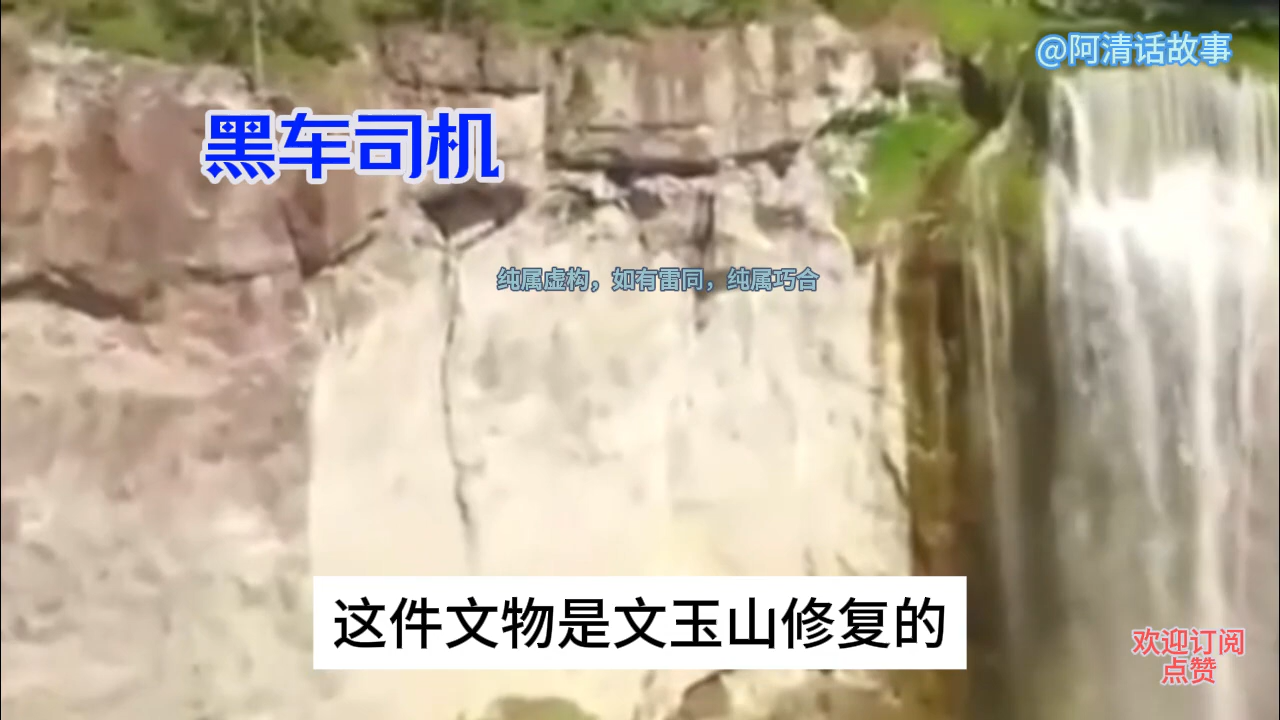 @阿清话故事
黑车司机
纯属虚构，如有雷同，纯属巧合
这件文物是文玉山修复的
欢迎订阅
点赞